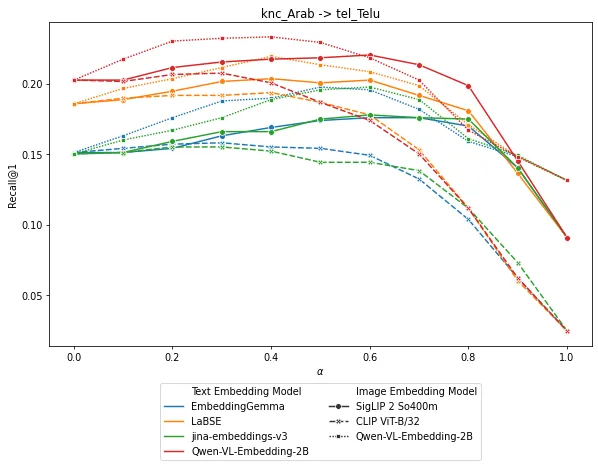 knc_Arab -> tel_Telu
Recall@1
0.20
0.15
0.10
0.05
0.0
0.2
0.4
0.6
0.8
1.0
α
Text Embedding Model
EmbeddingGemma
LaBSE
jina-embeddings-v3
Qwen-VL-Embedding-2B
Image Embedding Model
SigLIP 2 So400m
CLIP ViT-B/32
Qwen-VL-Embedding-2B